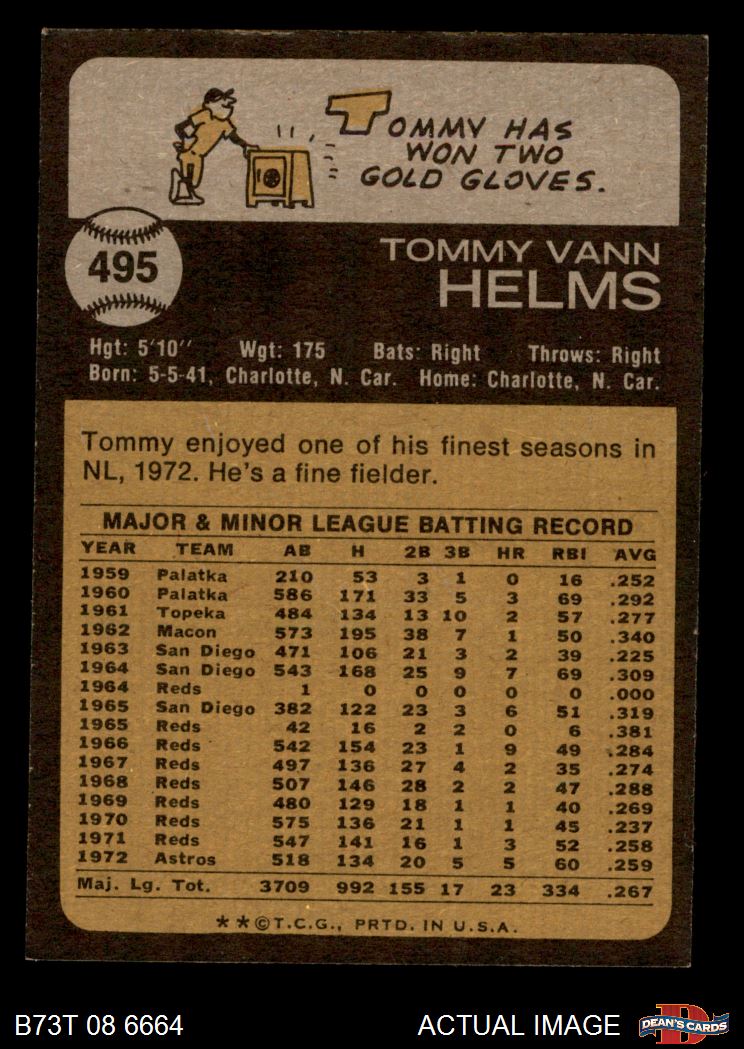 TOMMY HAS
WON TWO
GOLD GLOVES.
495
TOMMY VANN
HELMS
Hgt: 5'10" Wgt: 175 Bats: Right Throws: Right
Born: 5-5-41, Charlotte, N. Car. Home: Charlotte, N. Car.
Tommy enjoyed one of his finest seasons in
NL, 1972. He's a fine fielder.
MAJOR & MINOR LEAGUE BATTING RECORD
YEAR TEAM AB H 2B 3B HR RBI AVG
1959 Palatka 210 53 3 1 0 16 .252
1960 Palatka 586 171 33 5 3 69 .292
1961 Topeka 484 134 13 10 2 57 .277
1962 Macon 573 195 38 7 1 50 .340
1963 San Diego 471 106 21 3 2 39 .225
1964 San Diego 543 168 25 9 7 69 .309
1964 Reds 1 0 0 0 0 0 .000
1965 San Diego 382 122 23 3 6 51 .319
1965 Reds 42 16 2 2 0 6 .381
1966 Reds 542 154 23 1 9 49 .284
1967 Reds 497 136 27 4 2 35 .274
1968 Reds 507 146 28 2 2 47 .288
1969 Reds 480 129 18 1 1 40 .269
1970 Reds 575 136 21 1 1 45 .237
1971 Reds 547 141 16 1 3 52 .258
1972 Astros 518 134 20 5 5 60 .259
Maj. Lg. Tot. 3709 992 155 17 23 334 .267
**©T.C.G., PRTD. IN U.S.A.
B73T 08 6664 ACTUAL IMAGE DEAN'S CARDS